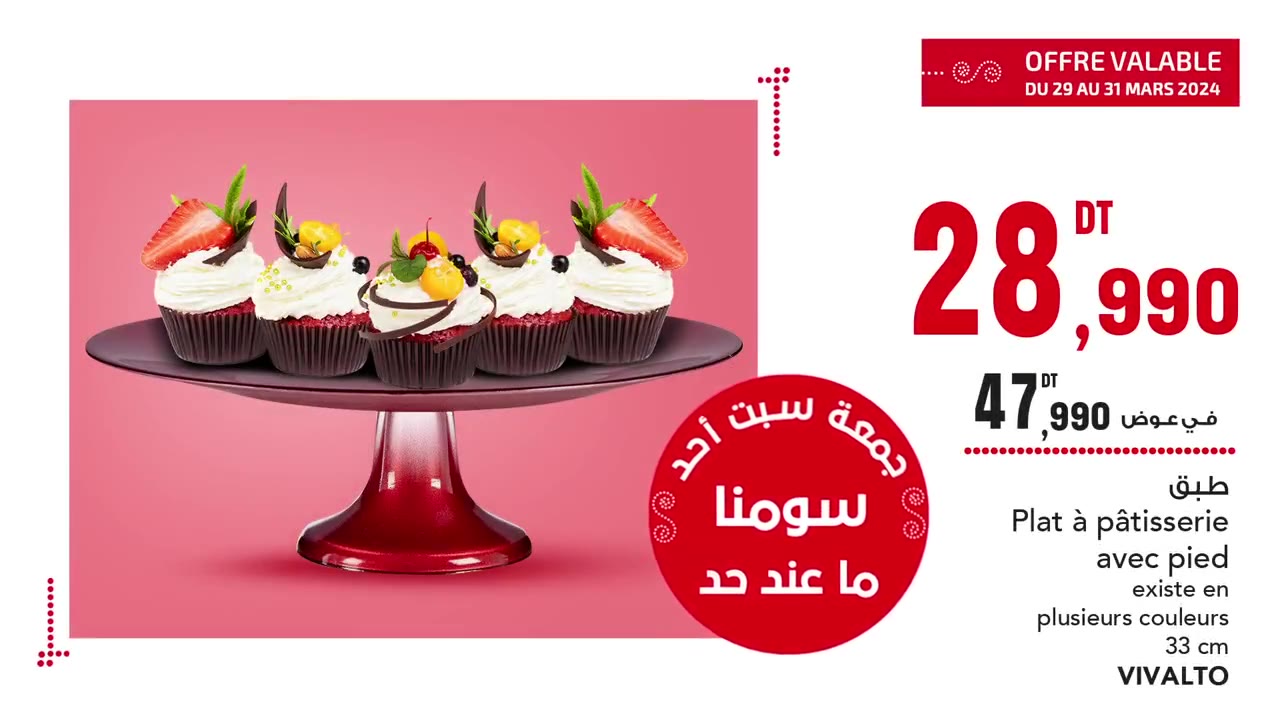 OFFRE VALABLE
DU 29 AU 31 MARS 2024
28,990 DT
47,990 DT في عوض
طبق
Plat à pâtisserie
avec pied
existe en
plusieurs couleurs
33 cm
VIVALTO
جمعة سبت أحد
سومنا
ما عند حد